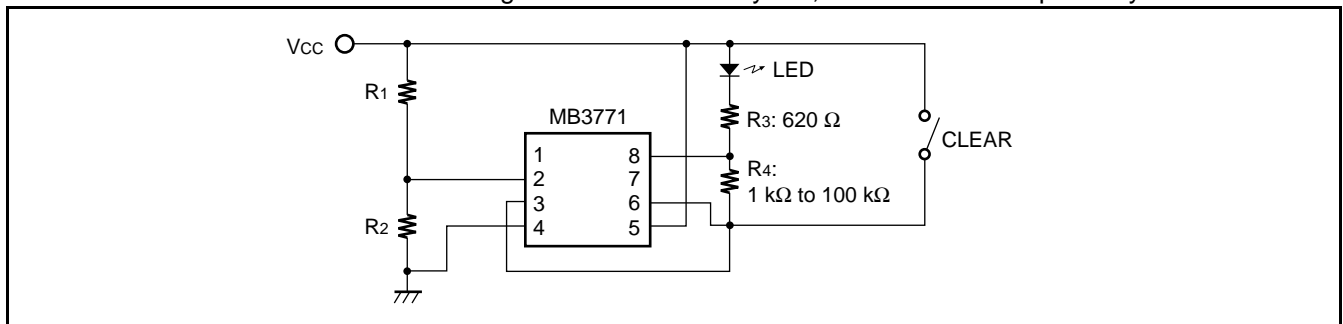 VCC
R1
R2
MB3771
1
2
3
4
8
7
6
5
LED
R3: 620 Ω
R4:
1 kΩ to 100 kΩ
CLEAR